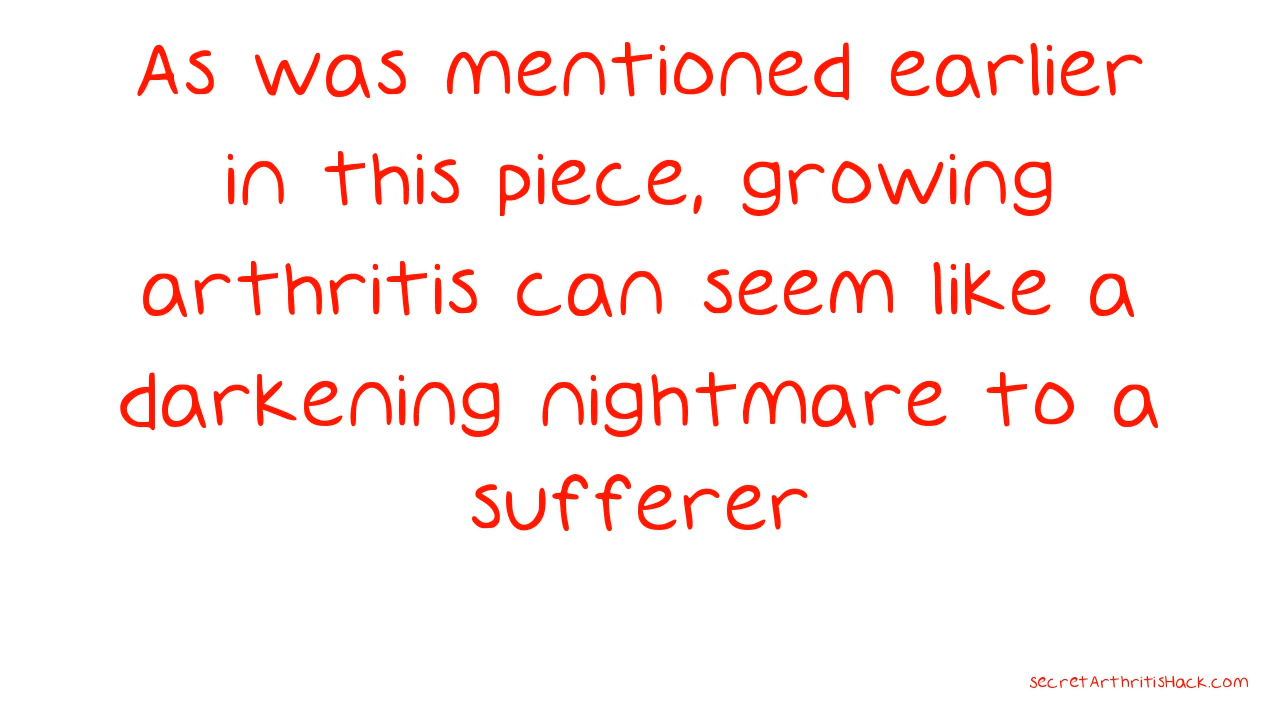 As was mentioned earlier
in this piece, growing
arthritis can seem like a
darkening nightmare to a
sufferer
secretArthritisHack.com